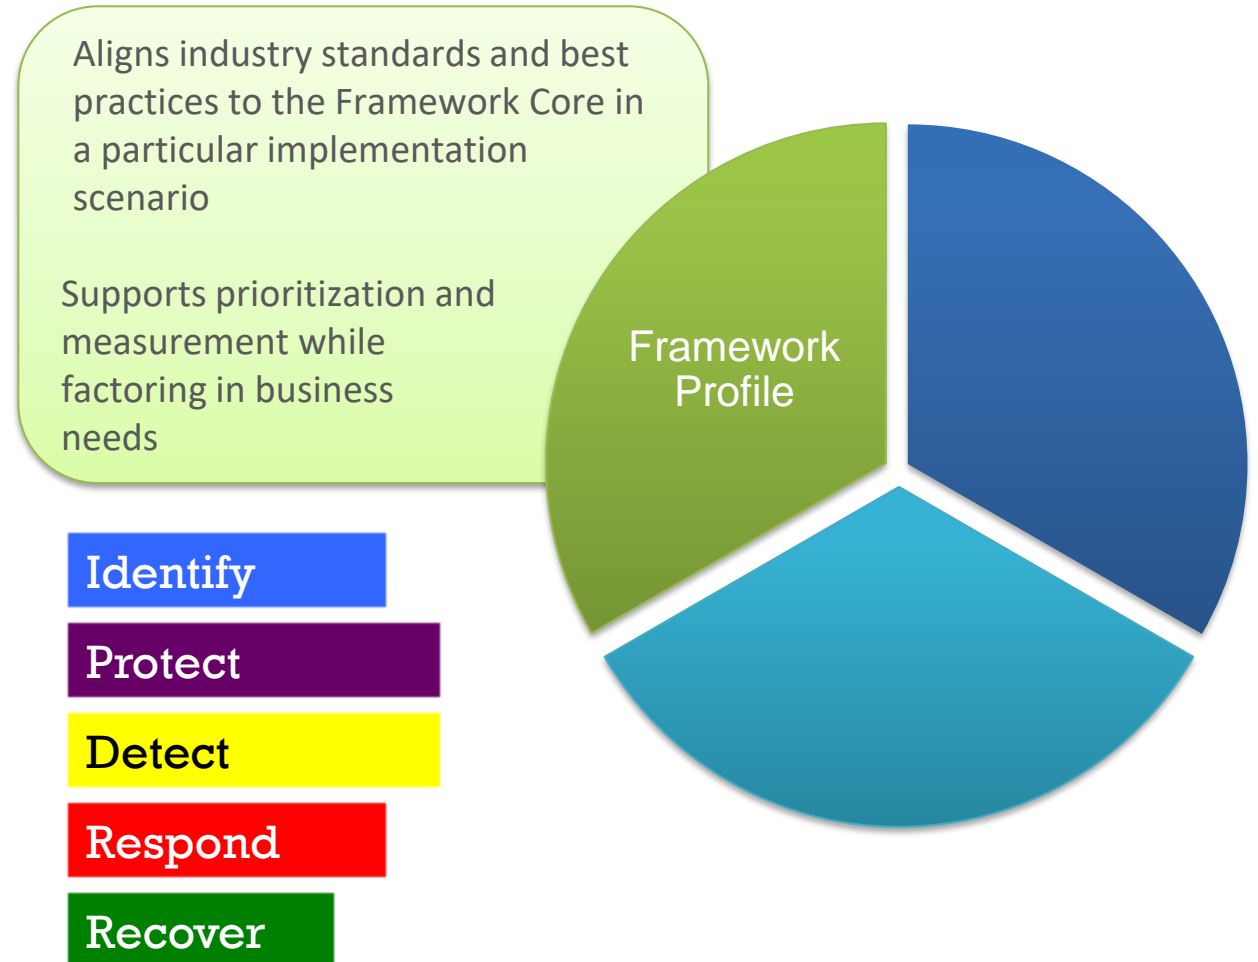 Aligns industry standards and best
practices to the Framework Core in
a particular implementation
scenario
Supports prioritization and
measurement while
factoring in business
needs
Framework
Profile
Identify
Protect
Detect
Respond
Recover